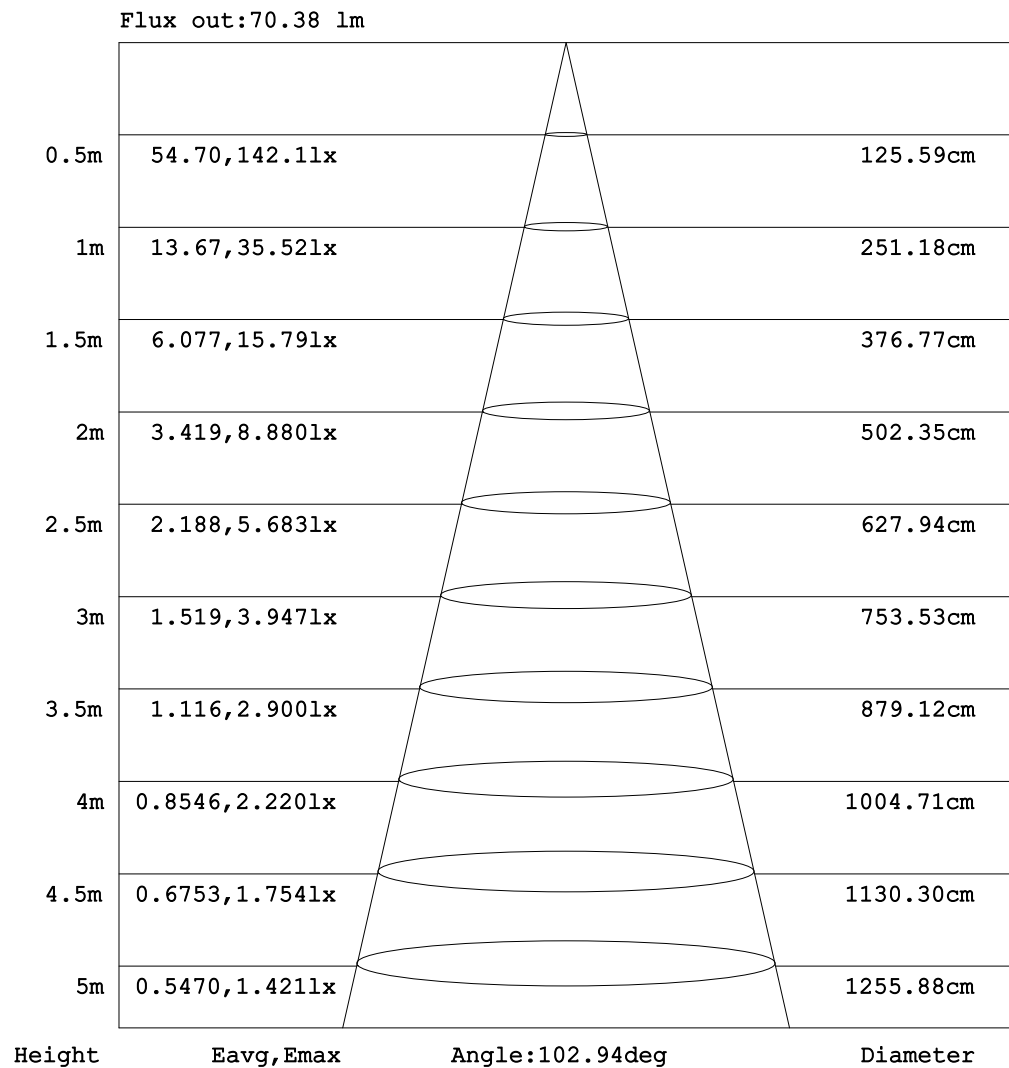 Flux out:70.38 lm
0.5m 54.70,142.1lx 125.59cm
1m 13.67,35.52lx 251.18cm
1.5m 6.077,15.79lx 376.77cm
2m 3.419,8.880lx 502.35cm
2.5m 2.188,5.683lx 627.94cm
3m 1.519,3.947lx 753.53cm
3.5m 1.116,2.900lx 879.12cm
4m 0.8546,2.220lx 1004.71cm
4.5m 0.6753,1.754lx 1130.30cm
5m 0.5470,1.421lx 1255.88cm
Height Eavg,Emax Angle:102.94deg Diameter